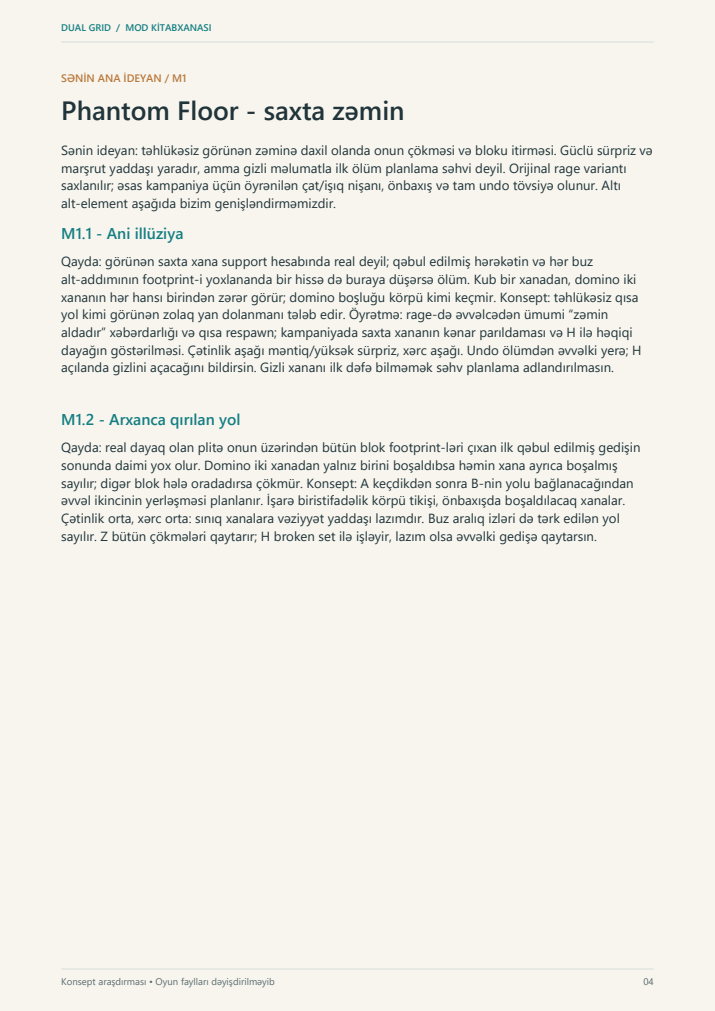 DUAL GRID / MOD KİTABXANASI
SƏNİN ANA İDEYAN / M1
Phantom Floor - saxta zəmin
Sənin ideyan: təhlükəsiz görünən zəminə daxil olanda onun çökməsi və bloku itirməsi. Güclü sürpriz və
marşrut yaddaşı yaradır, amma gizli məlumatla ilk ölüm planlama səhvi deyil. Orijinal rage variantı
saxlanılır; əsas kampaniya üçün öyrənilən çat/işıq nişanı, önbaxış və tam undo tövsiyə olunur. Altı
alt-element aşağıda bizim genişləndirməmizdir.
M1.1 - Ani illüziya
Qayda: görünən saxta xana support hesabında real deyil; qəbul edilmiş hərəkətin və hər buz
alt-addımının footprint-i yoxlananda bir hissə də buraya düşərsə ölüm. Kub bir xanadan, domino iki
xananın hər hansı birindən zərər görür; domino boşluğu körpü kimi keçmir. Konsept: təhlükəsiz qısa
yol kimi görünən zolaq yan dolanmanı tələb edir. Öyrətmə: rage-də əvvəlcədən ümumi “zəmin
aldadır” xəbərdarlığı və qısa respawn; kampaniyada saxta xananın kənar parıldaması və H ilə həqiqi
dayağın göstərilməsi. Çətinlik aşağı məntiq/yüksək sürpriz, xərc aşağı. Undo ölümdən əvvəlki yerə; H
açılanda gizlini açacağını bildirsin. Gizli xananı ilk dəfə bilməmək səhv planlama adlandırılmasın.
M1.2 - Arxanca qırılan yol
Qayda: real dayaq olan plitə onun üzərindən bütün blok footprint-ləri çıxan ilk qəbul edilmiş gedişin
sonunda daimi yox olur. Domino iki xanadan yalnız birini boşaldıbsa həmin xana ayrıca boşalmış
sayılır; digər blok hələ oradadırsa çökmür. Konsept: A keçdikdən sonra B-nin yolu bağlanacağından
əvvəl ikincinin yerləşməsi planlanır. İşarə biristifadəlik körpü tikişi, önbaxışda boşaldılacaq xanalar.
Çətinlik orta, xərc orta: sınıq xanalara vəziyyət yaddaşı lazımdır. Buz aralıq izləri də tərk edilən yol
sayılır. Z bütün çökmələri qaytarır; H broken set ilə işləyir, lazım olsa əvvəlki gedişə qaytarsın.
Konsept araşdırması • Oyun faylları dəyişdirilməyib
04